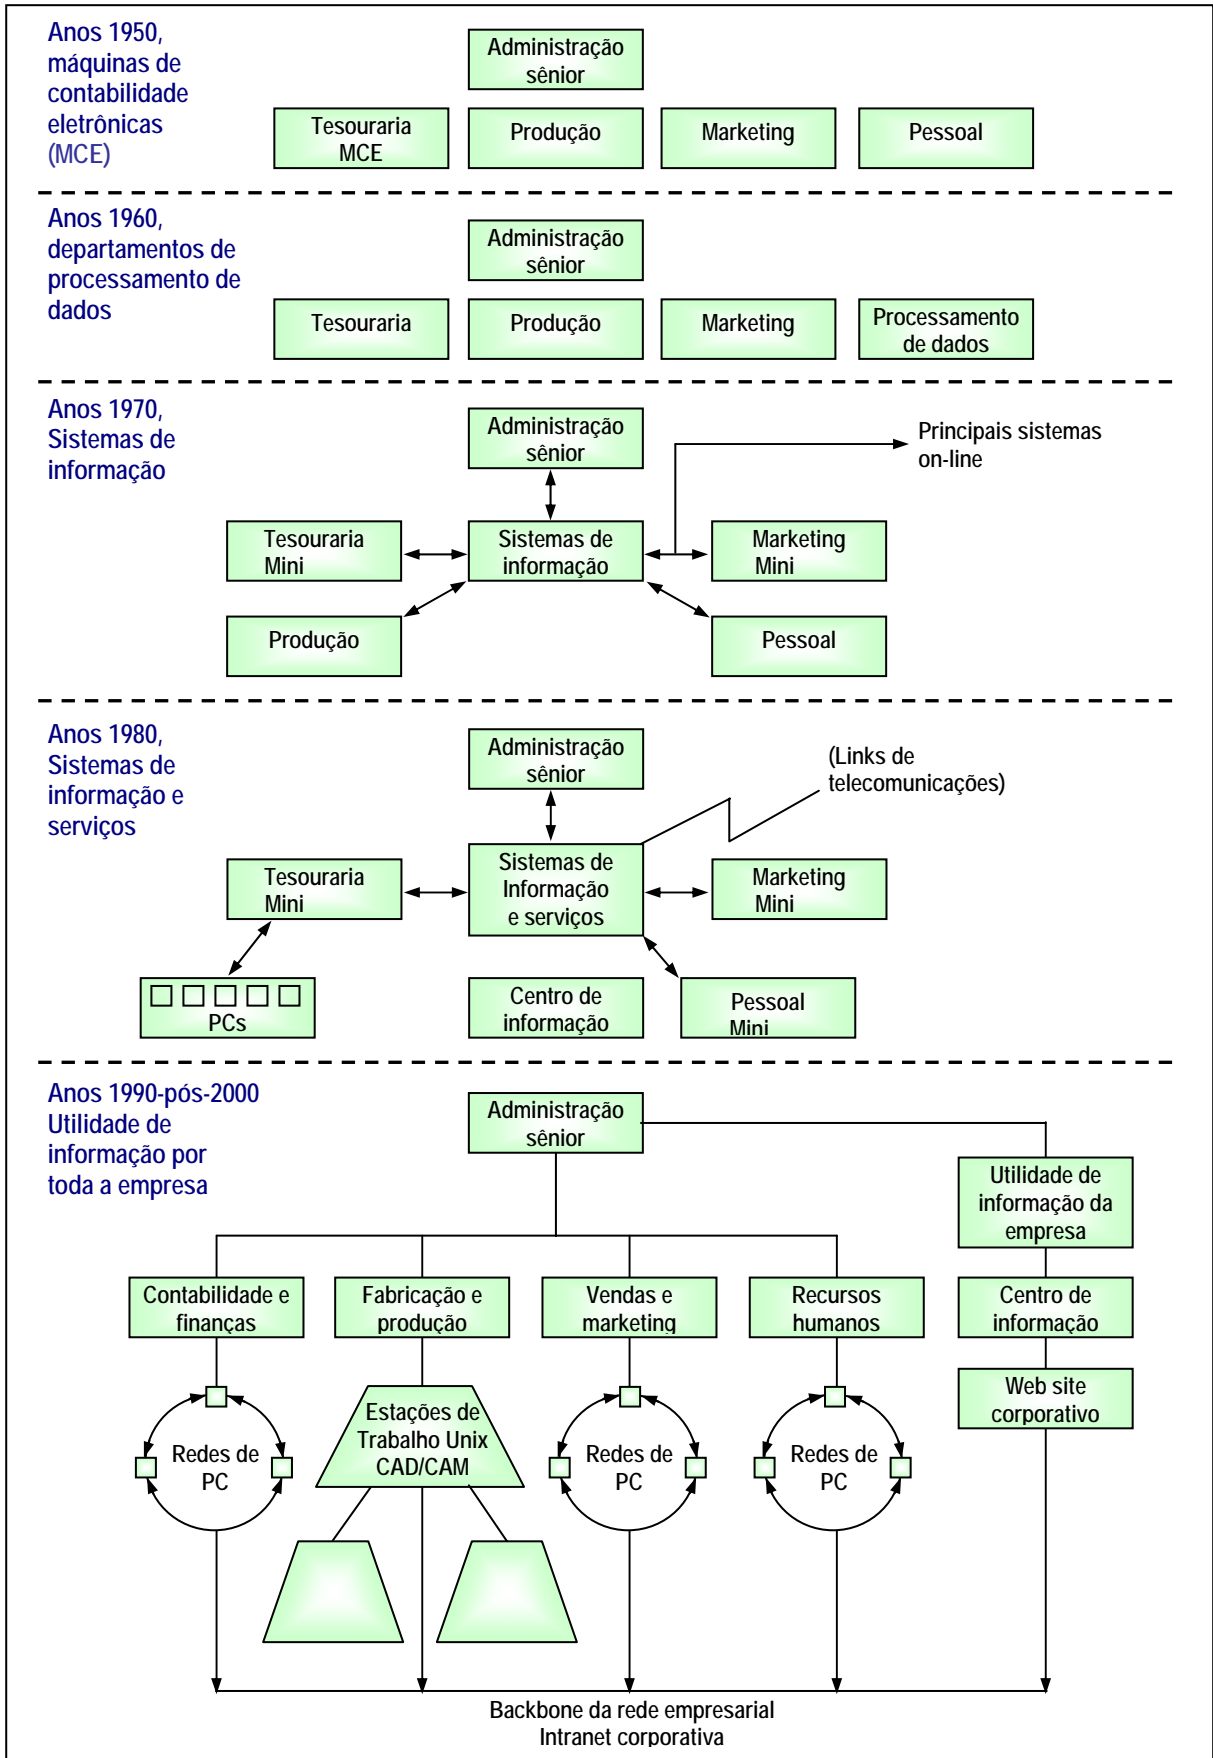 Anos 1950,
máquinas de
contabilidade
eletrônicas
(MCE)
Administração
sênior
Tesouraria
MCE
Produção
Marketing
Pessoal
Anos 1960,
departamentos de
processamento de
dados
Administração
sênior
Tesouraria
Produção
Marketing
Processamento
de dados
Anos 1970,
Sistemas de
informação
Administração
sênior
Principais sistemas
on-line
Tesouraria
Mini
Sistemas de
informação
Marketing
Mini
Produção
Pessoal
Anos 1980,
Sistemas de
informação e
serviços
Administração
sênior
(Links de
telecomunicações)
Tesouraria
Mini
Sistemas de
Informação
e serviços
Marketing
Mini
PCs
Centro de
informação
Pessoal
Mini
Anos 1990-pós-2000
Utilidade de
informação por
toda a empresa
Administração
sênior
Utilidade de
informação da
empresa
Contabilidade e
finanças
Fabricação e
produção
Vendas e
marketing
Recursos
humanos
Centro de
informação
Web site
corporativo
Redes de
PC
Estações de
Trabalho Unix
CAD/CAM
Redes de
PC
Redes de
PC
Backbone da rede empresarial
Intranet corporativa